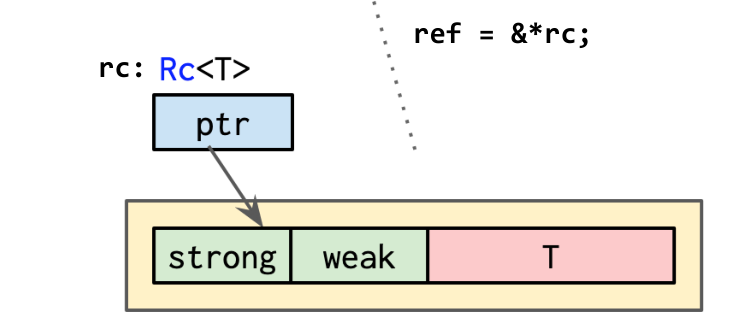 ref = &*rc;
rc: Rc<T>
ptr
strong weak T